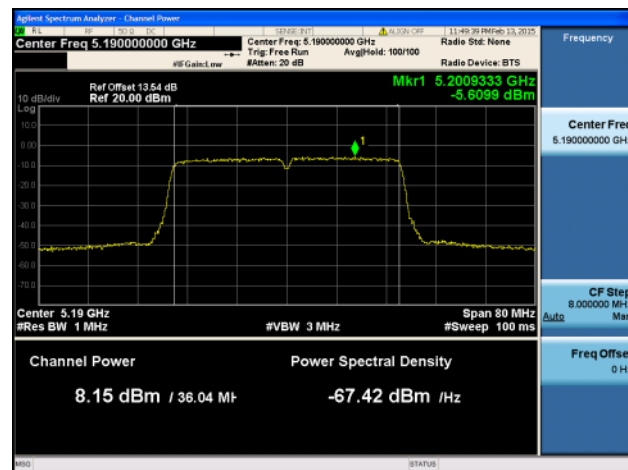 Agilent Spectrum Analyzer - Channel Power
RL RF 50 Ω DC SENSE:INT ALIGN OFF 11:49:39 PM Feb 13, 2015
Center Freq 5.190000000 GHz
Center Freq: 5.190000000 GHz
Trig: Free Run Avg|Hold: 100/100
#IFGain:Low #Atten: 20 dB
Radio Std: None
Radio Device: BTS
Frequency
Ref Offset 13.54 dB
10 dB/div Ref 20.00 dBm
Log
Mkr1 5.2009333 GHz
-5.6099 dBm
10.0
0.00
-10.0
-20.0
-30.0
-40.0
-50.0
-60.0
-70.0
1
Center 5.19 GHz Span 80 MHz
#Res BW 1 MHz #VBW 3 MHz #Sweep 100 ms
Channel Power Power Spectral Density
8.15 dBm / 36.04 MH -67.42 dBm /Hz
Center Freq
5.190000000 GH
CF Step
8.000000 MH
Auto Man
Freq Offse
0 H
MSG STATUS